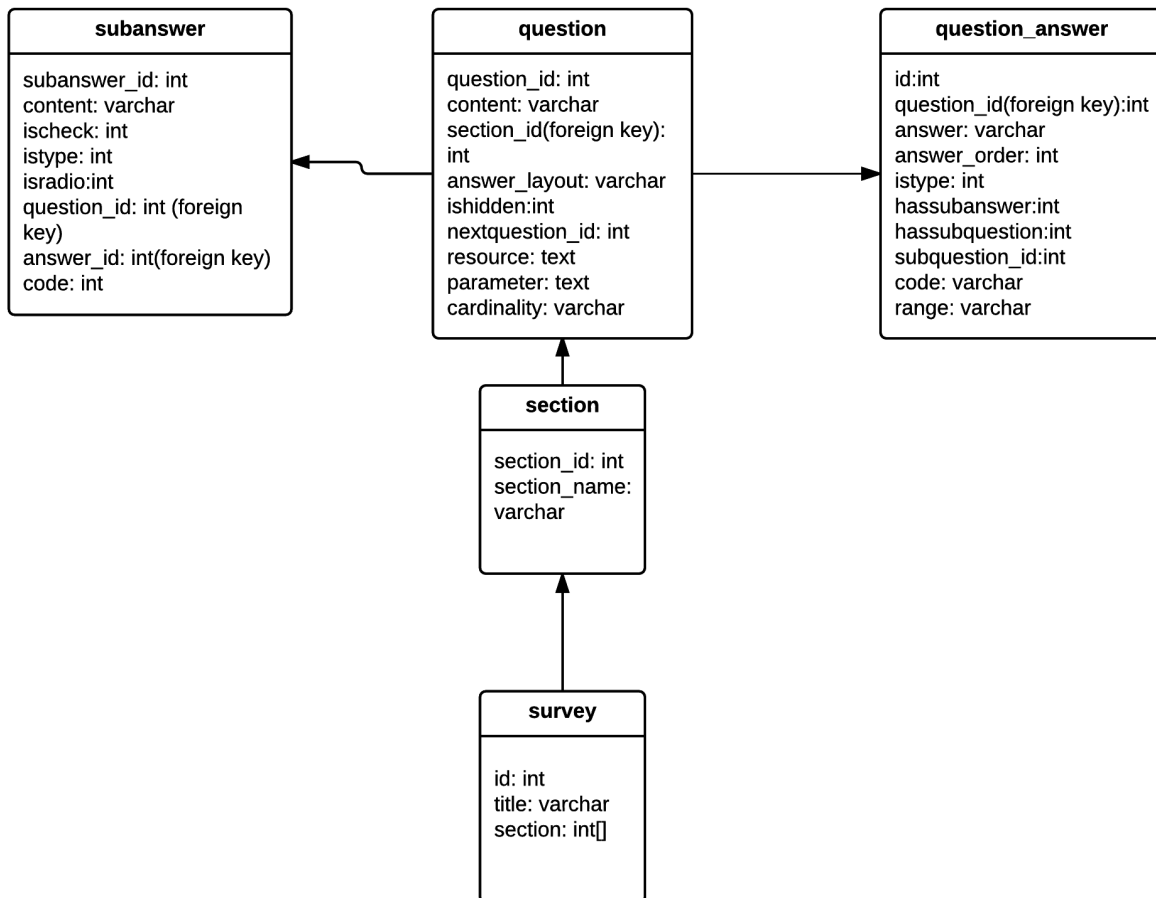 subanswer
subanswer_id: int
content: varchar
ischeck: int
istype: int
isradio:int
question_id: int (foreign
key)
answer_id: int(foreign key)
code: int
question
question_id: int
content: varchar
section_id(foreign key):
int
answer_layout: varchar
ishidden:int
nextquestion_id: int
resource: text
parameter: text
cardinality: varchar
question_answer
id:int
question_id(foreign key):int
answer: varchar
answer_order: int
istype: int
hassubanswer:int
hassubquestion:int
subquestion_id:int
code: varchar
range: varchar
section
section_id: int
section_name:
varchar
survey
id: int
title: varchar
section: int[]